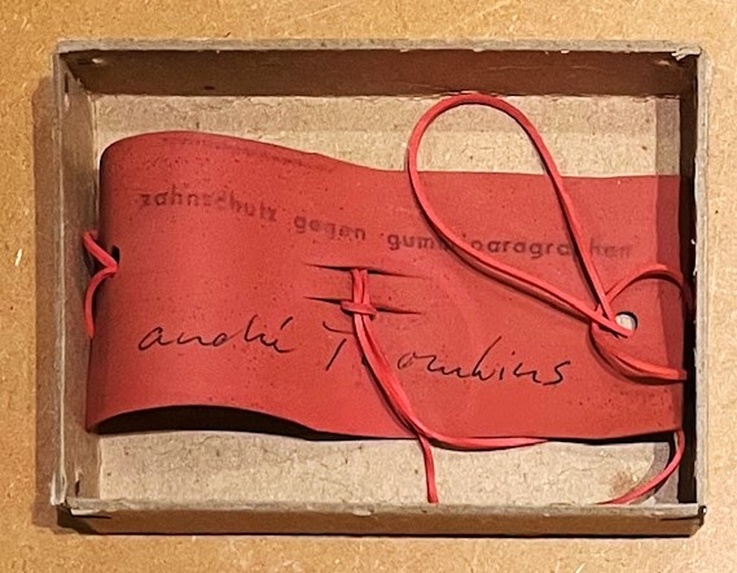 zahnschutz gegen gummiparagraphen
andré Thomkins